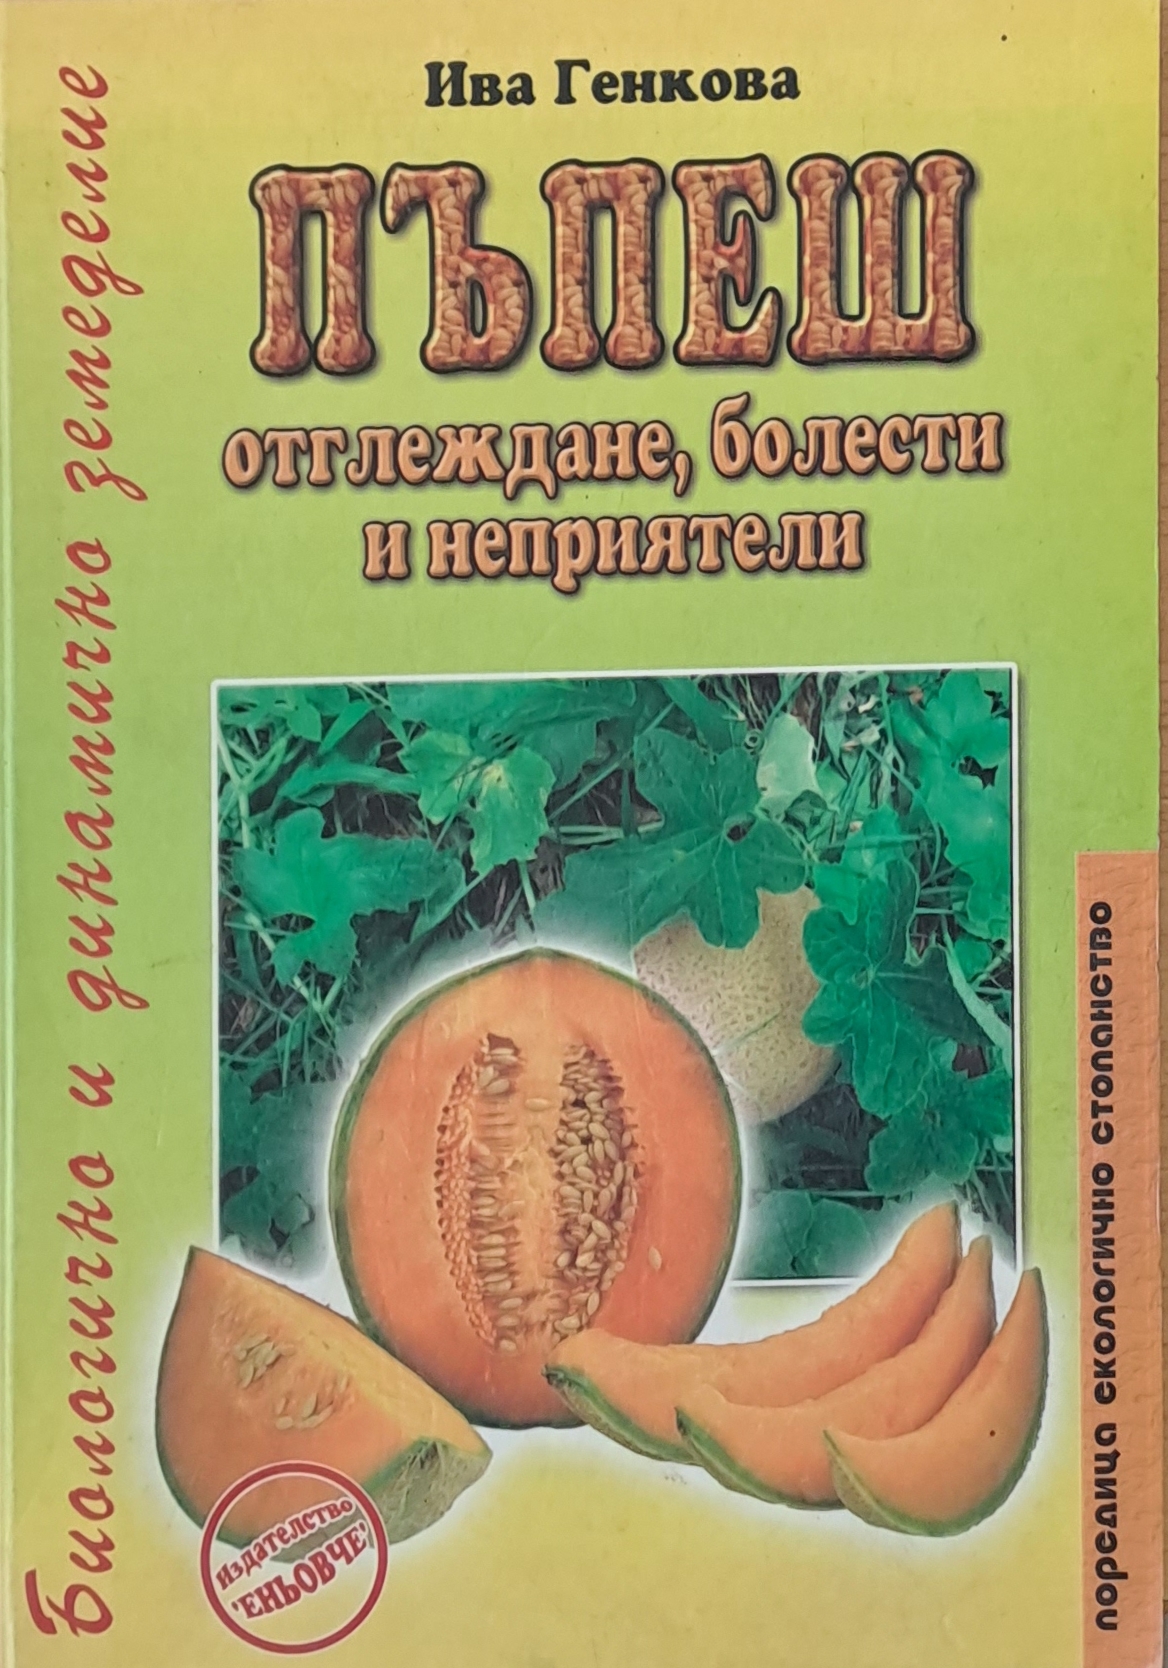 Ива Генкова
ПЪПЕШ
отглеждане, болести
и неприятели
Биологично и динамично земеделие
поредица екологично стопанство
Издателство
'ЕНЬОВЧЕ'